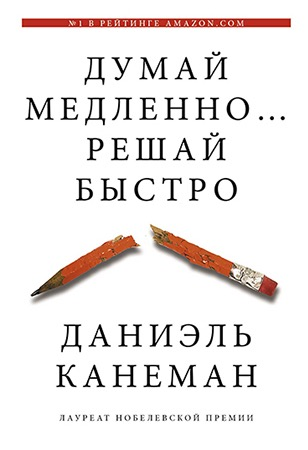 №1 В РЕЙТИНГЕ AMAZON.COM
ДУМАЙ
МЕДЛЕННО...
РЕШАЙ
БЫСТРО
ДАНИЭЛЬ
КАНЕМАН
ЛАУРЕАТ НОБЕЛЕВСКОЙ ПРЕМИИ